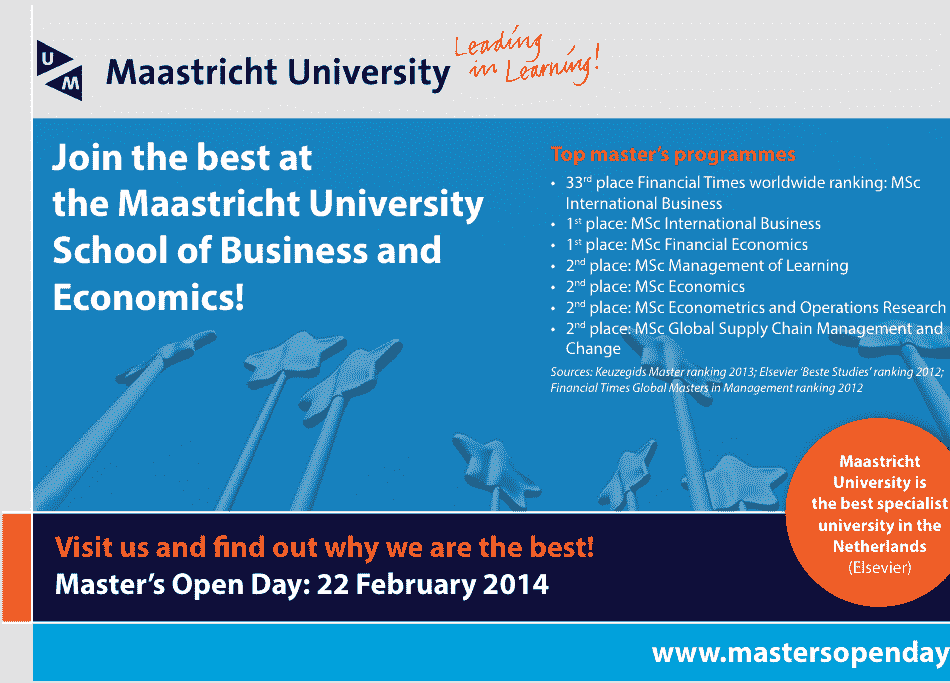 U
M
Maastricht University
Leading
in Learning!
Join the best at
the Maastricht University
School of Business and
Economics!
Top master's programmes
• 33rd place Financial Times worldwide ranking: MSc
International Business
• 1st place: MSc International Business
• 1st place: MSc Financial Economics
• 2nd place: MSc Management of Learning
• 2nd place: MSc Economics
• 2nd place: MSc Econometrics and Operations Research
• 2nd place: MSc Global Supply Chain Management and
Change
Sources: Keuzegids Master ranking 2013; Elsevier 'Beste Studies' ranking 2012;
Financial Times Global Masters in Management ranking 2012
Maastricht
University is
the best specialist
university in the
Netherlands
(Elsevier)
Visit us and find out why we are the best!
Master's Open Day: 22 February 2014
www.mastersopenday